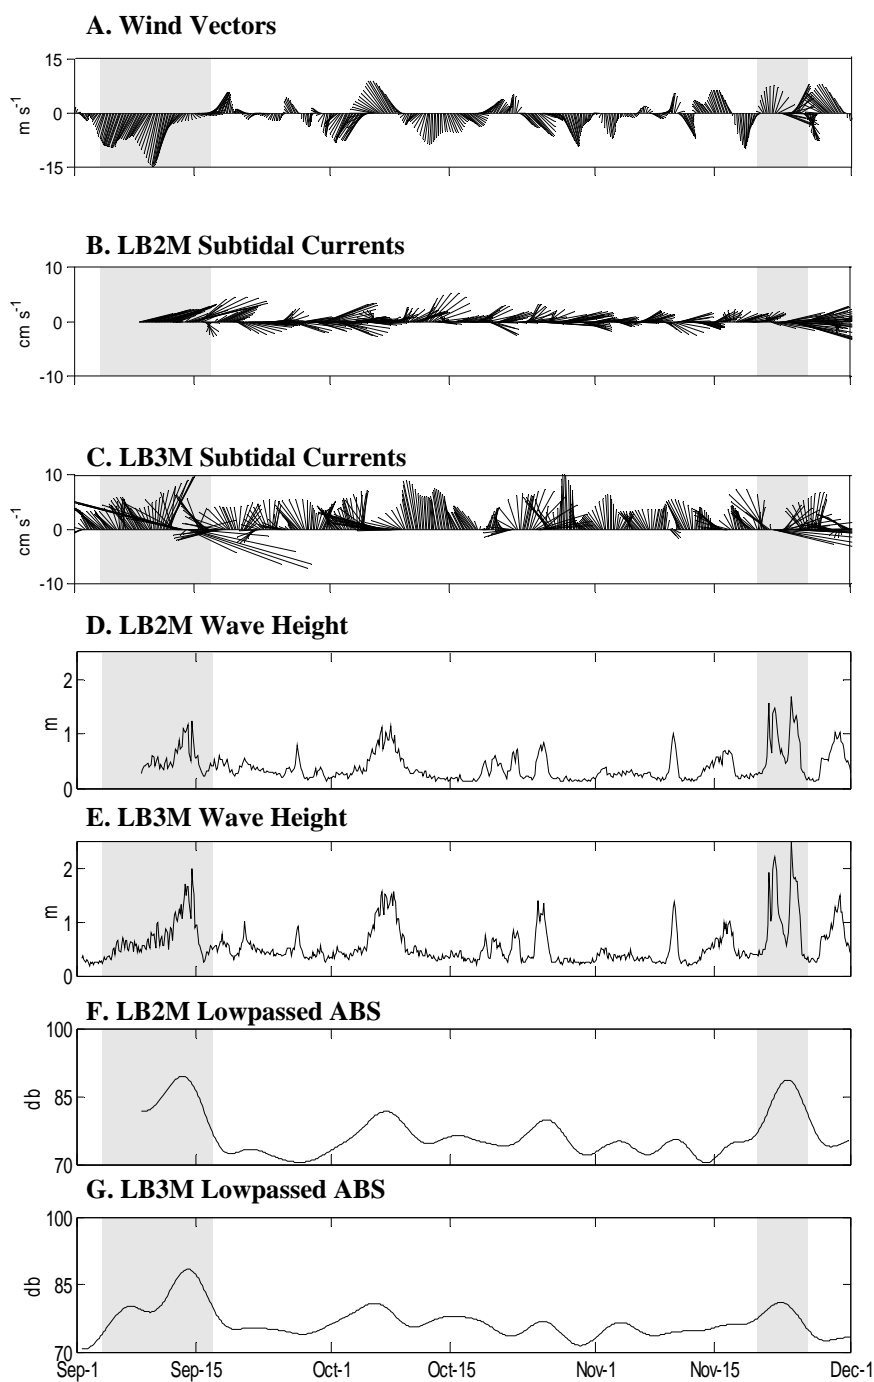 A. Wind Vectors
15
0
-15
m s-1
B. LB2M Subtidal Currents
10
0
-10
cm s-1
C. LB3M Subtidal Currents
10
0
-10
cm s-1
D. LB2M Wave Height
2
1
0
m
E. LB3M Wave Height
2
1
0
m
F. LB2M Lowpassed ABS
100
85
70
db
G. LB3M Lowpassed ABS
100
85
70
db
Sep-1 Sep-15 Oct-1 Oct-15 Nov-1 Nov-15 Dec-1